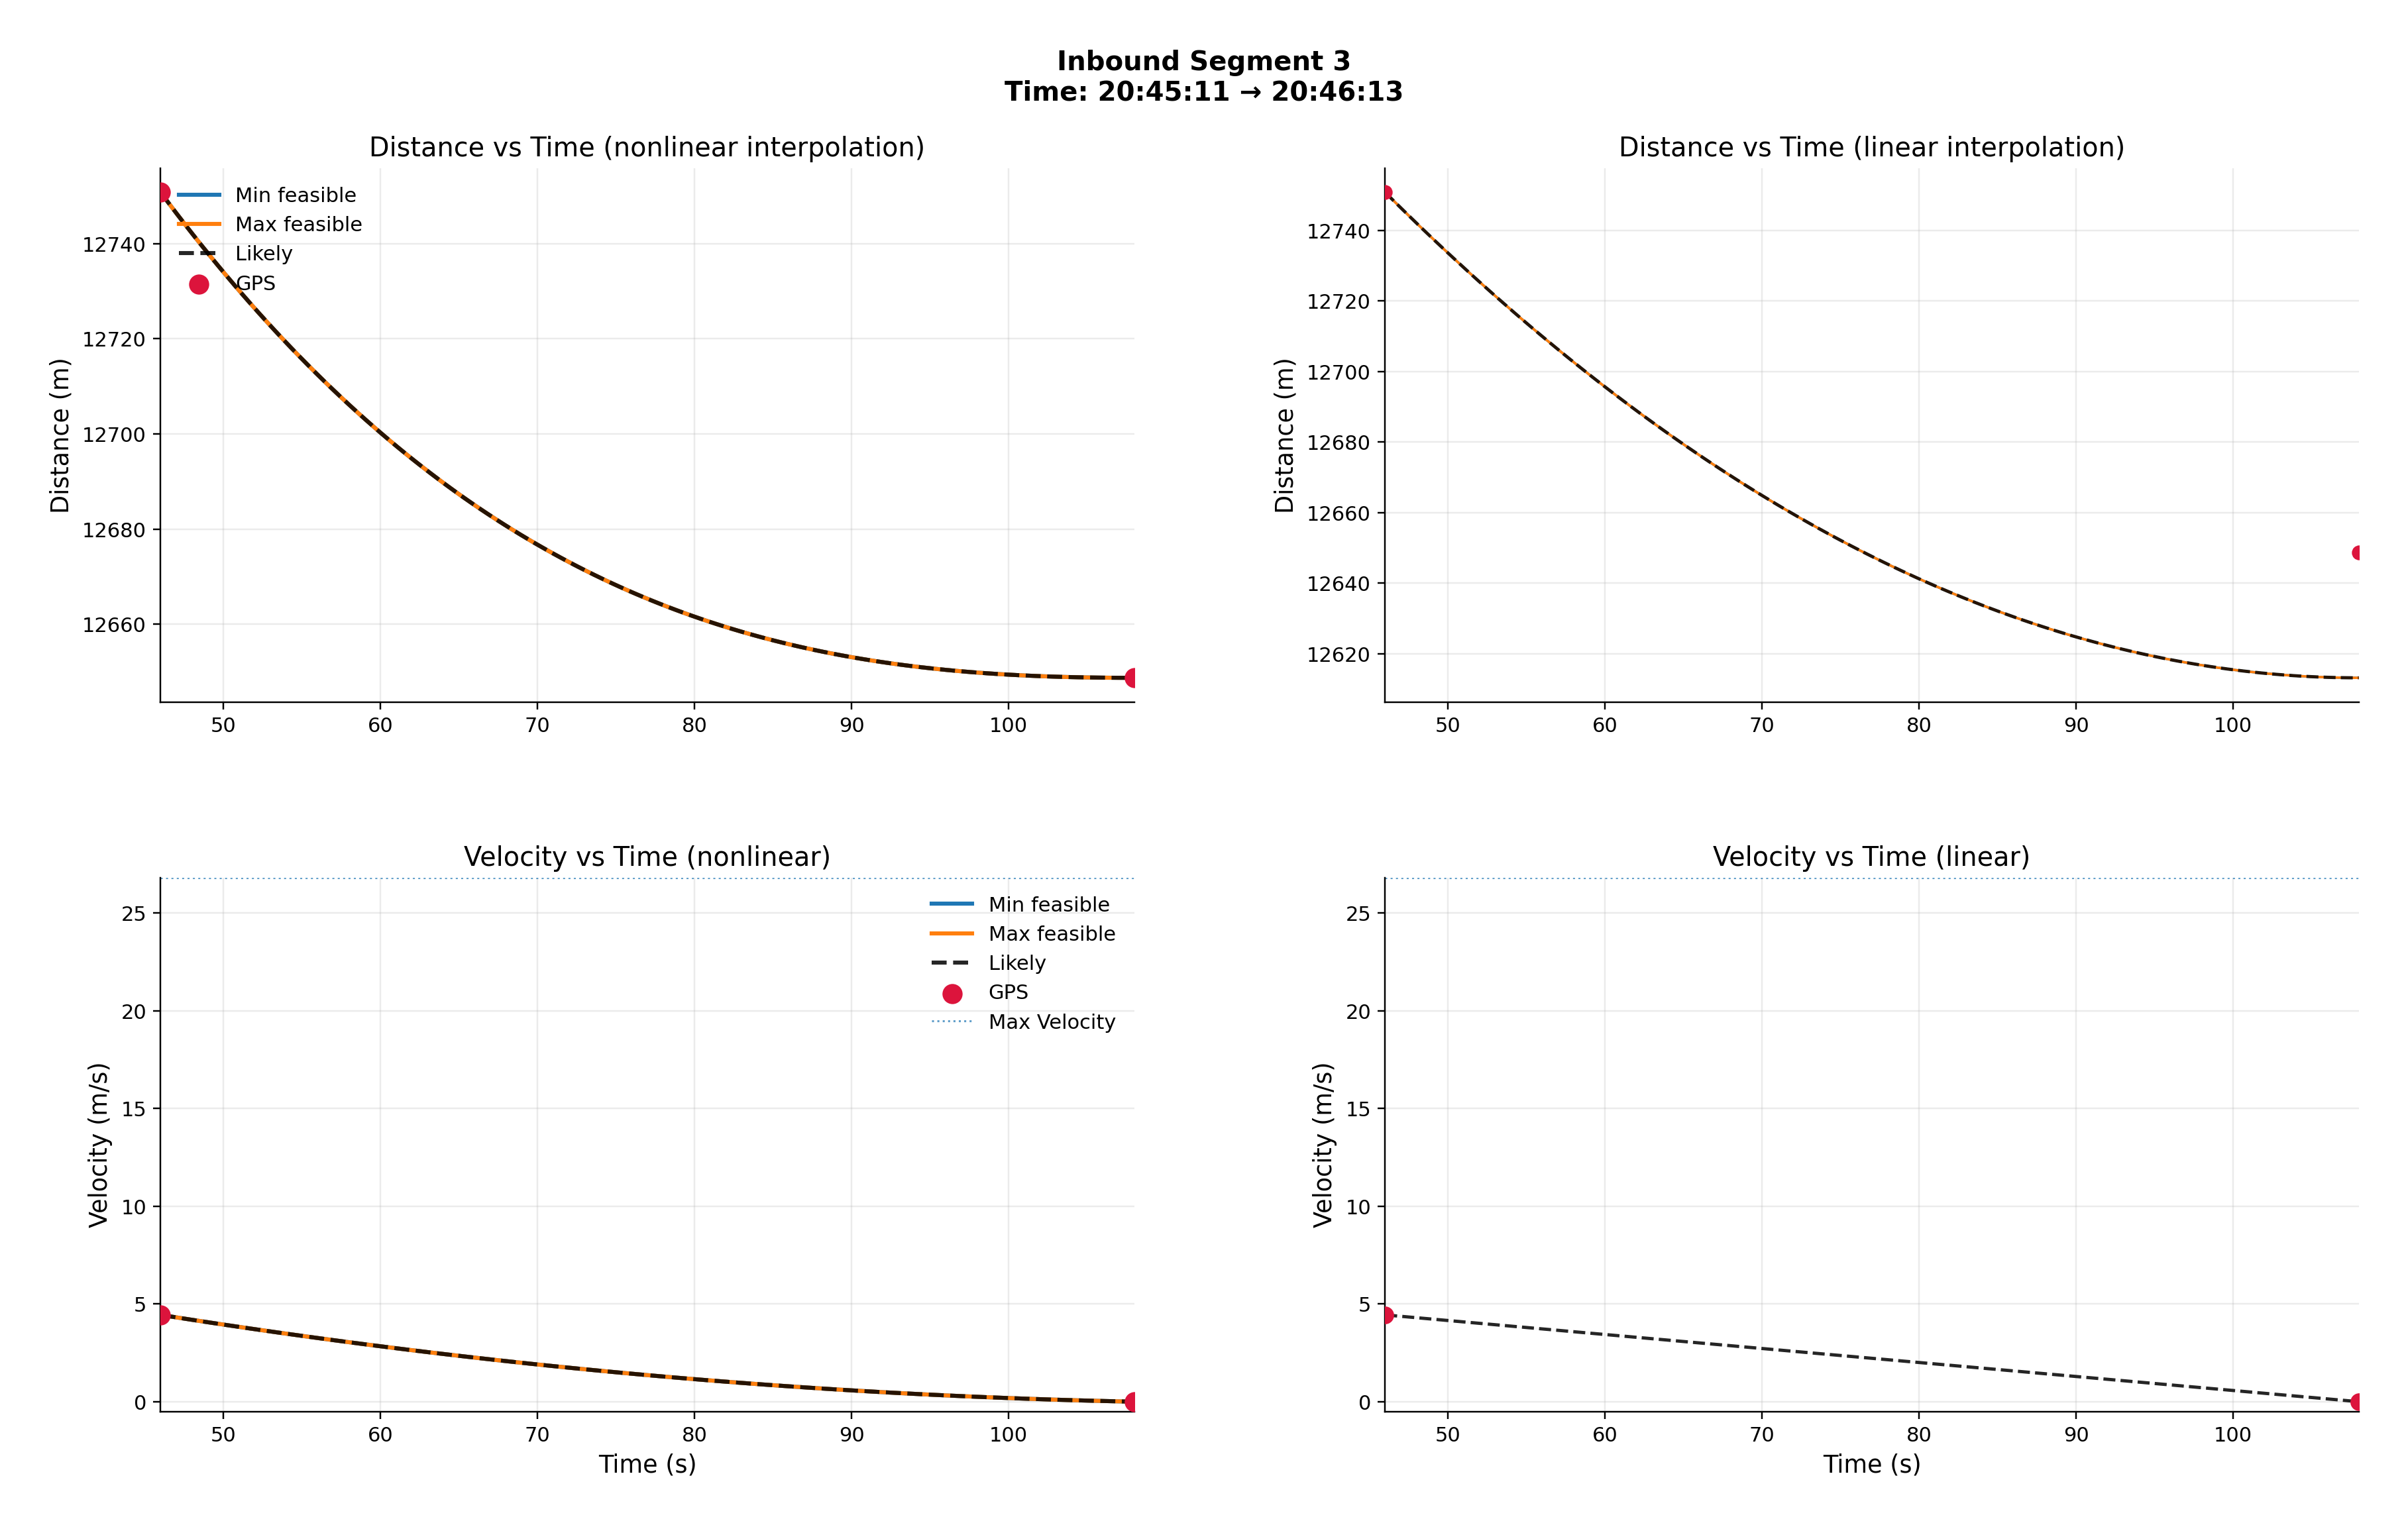 Inbound Segment 3
Time: 20:45:11 → 20:46:13
Distance vs Time (nonlinear interpolation)
Distance (m)
12740
12720
12700
12680
12660
Min feasible
Max feasible
Likely
GPS
50 60 70 80 90 100
Distance vs Time (linear interpolation)
Distance (m)
12740
12720
12700
12680
12660
12640
12620
50 60 70 80 90 100
Velocity vs Time (nonlinear)
Velocity (m/s)
25
20
15
10
5
0
Min feasible
Max feasible
Likely
GPS
Max Velocity
50 60 70 80 90 100
Time (s)
Velocity vs Time (linear)
Velocity (m/s)
25
20
15
10
5
0
50 60 70 80 90 100
Time (s)